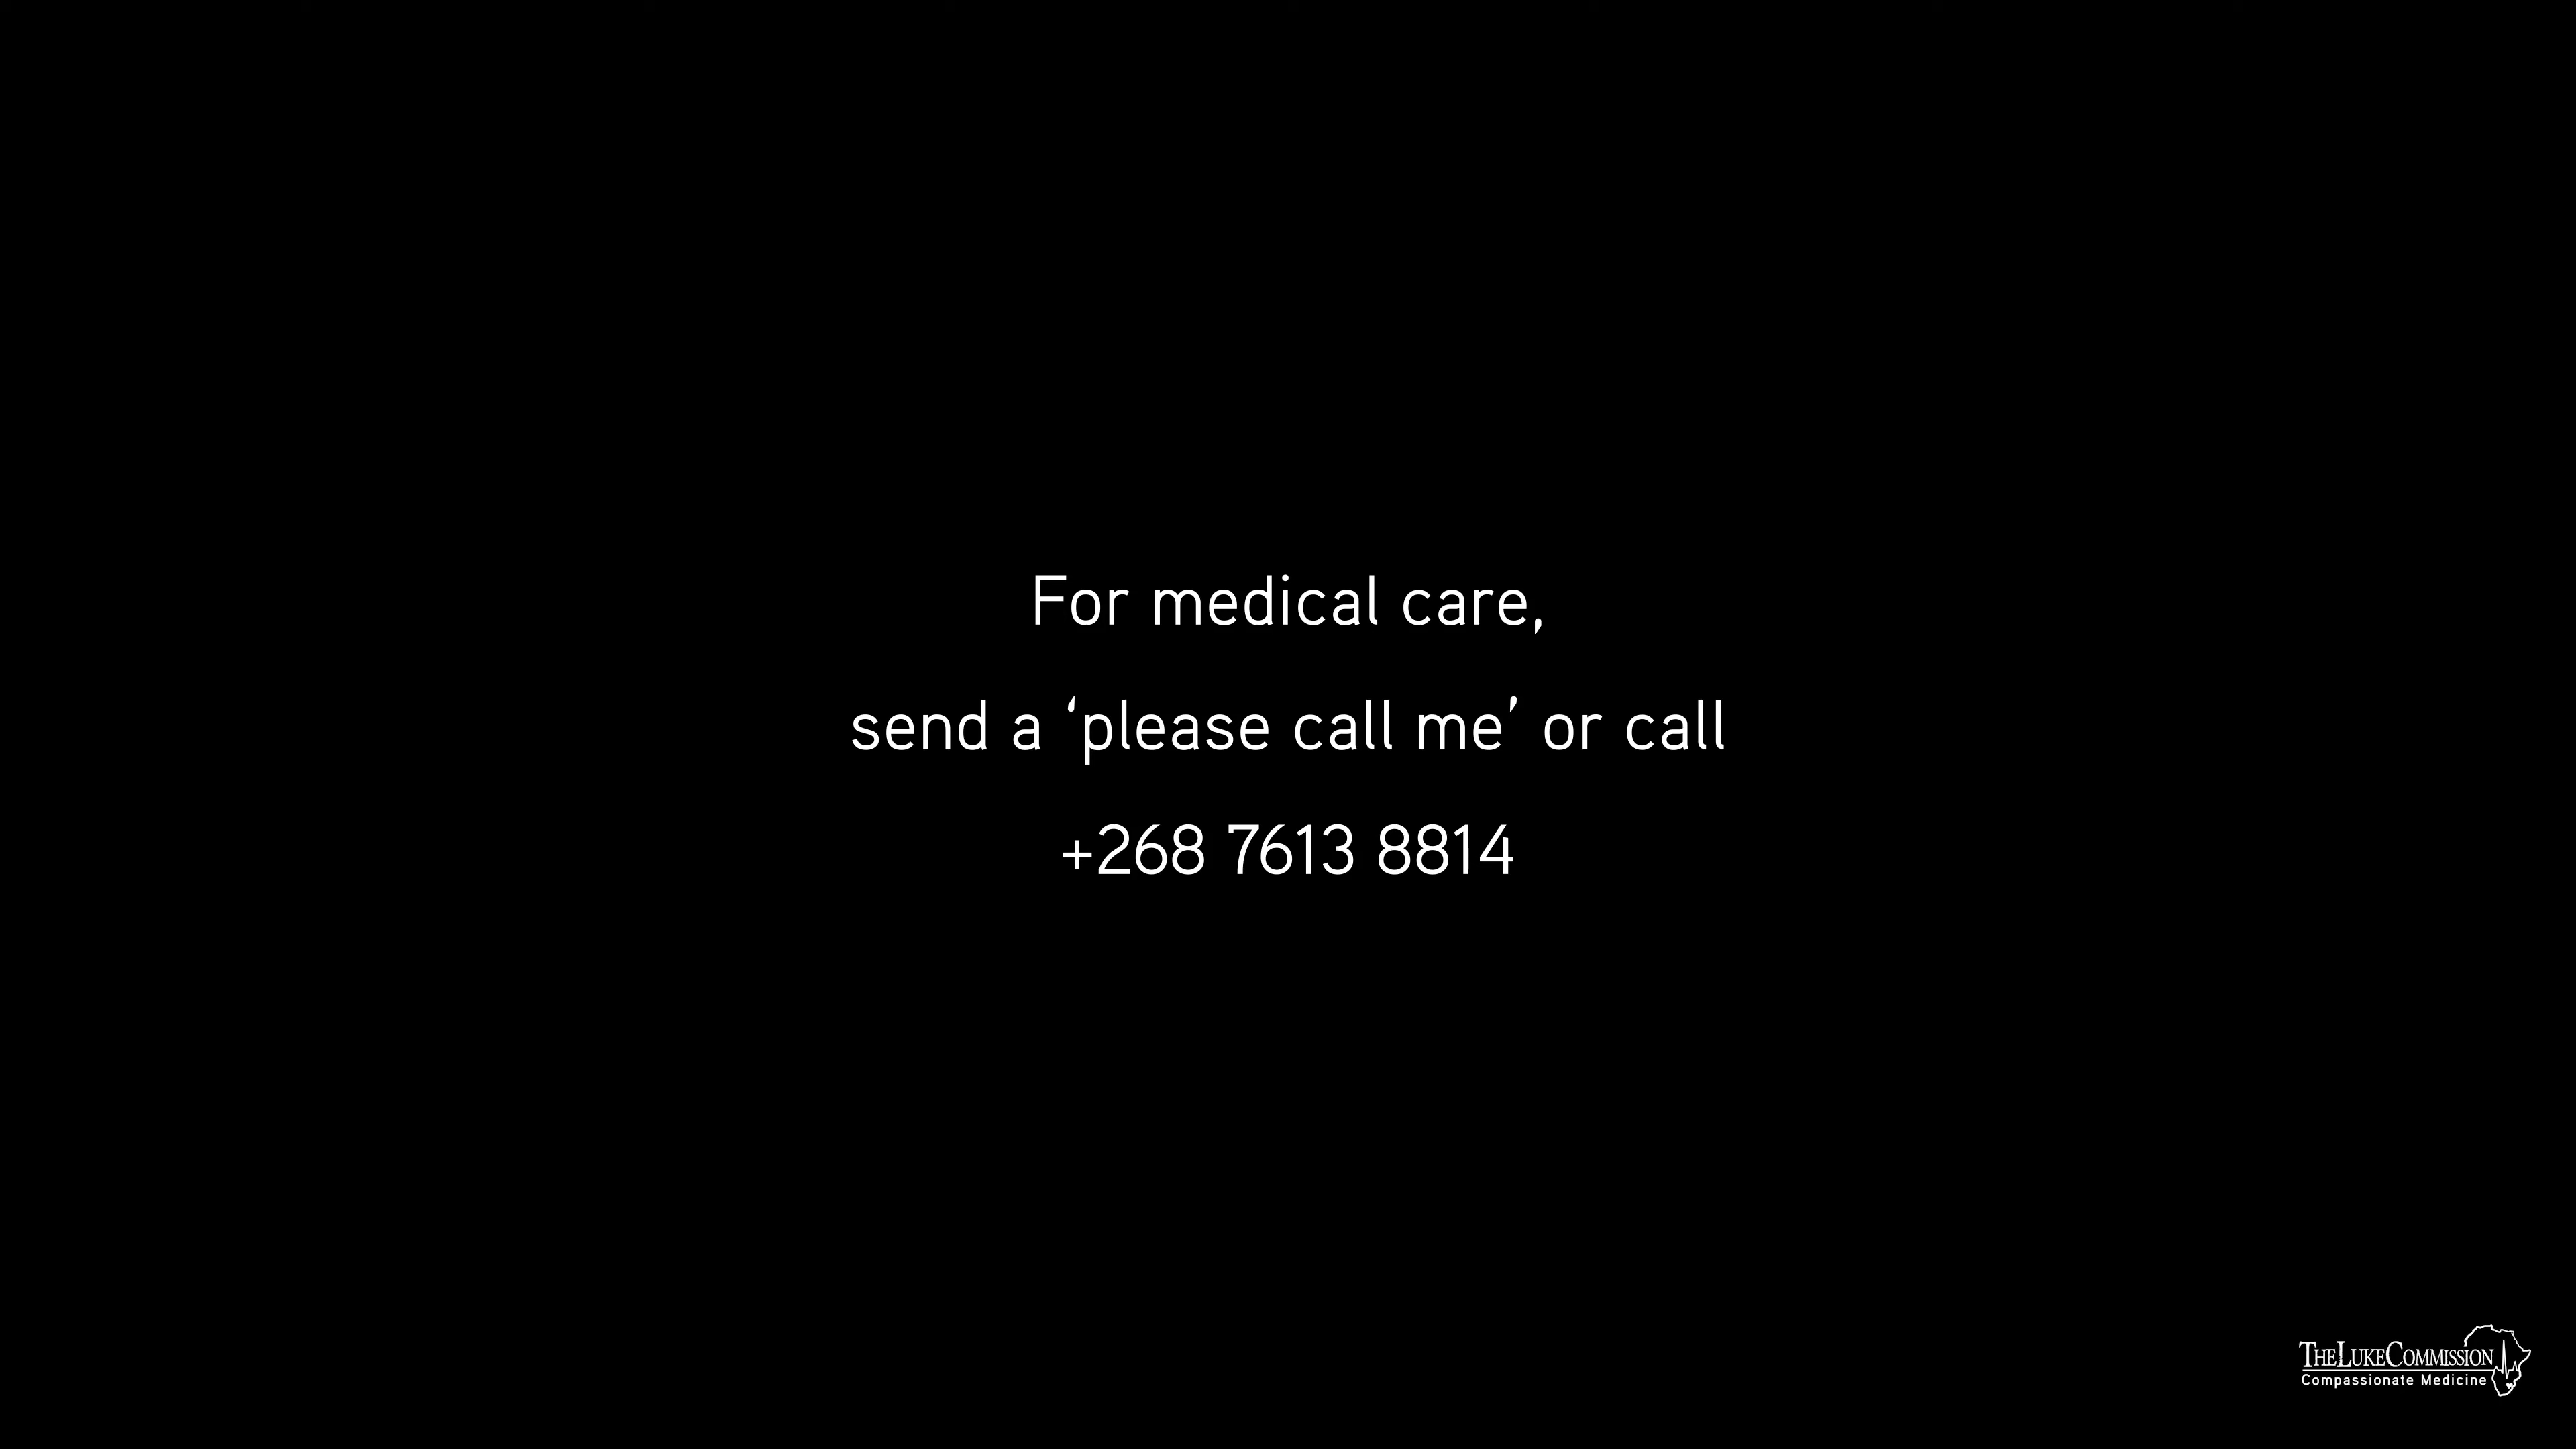 For medical care,
send a ‘please call me’ or call
+268 7613 8814
THELUKECOMMISSION
Compassionate Medicine